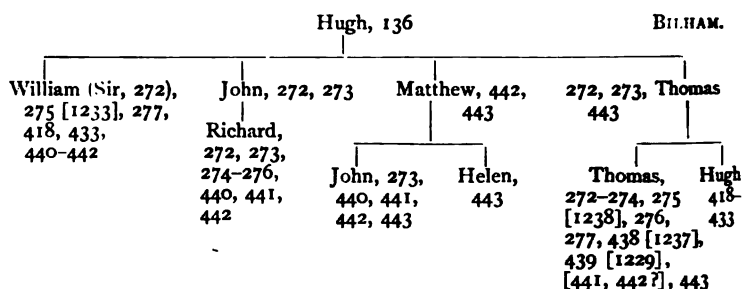 Hugh, 136
BILHAM.
William (Sir, 272),
275 [1233], 277,
418, 433,
440-442
John, 272, 273
Richard,
272, 273,
274-276,
440, 441,
442
Matthew, 442,
443
John, 273,
440, 441,
442, 443
Helen,
443
272, 273, Thomas
443
Thomas,
272-274, 275
[1238], 276,
277, 438 [1237],
439 [1229],
[441, 442?], 443
Hugh
418-
433